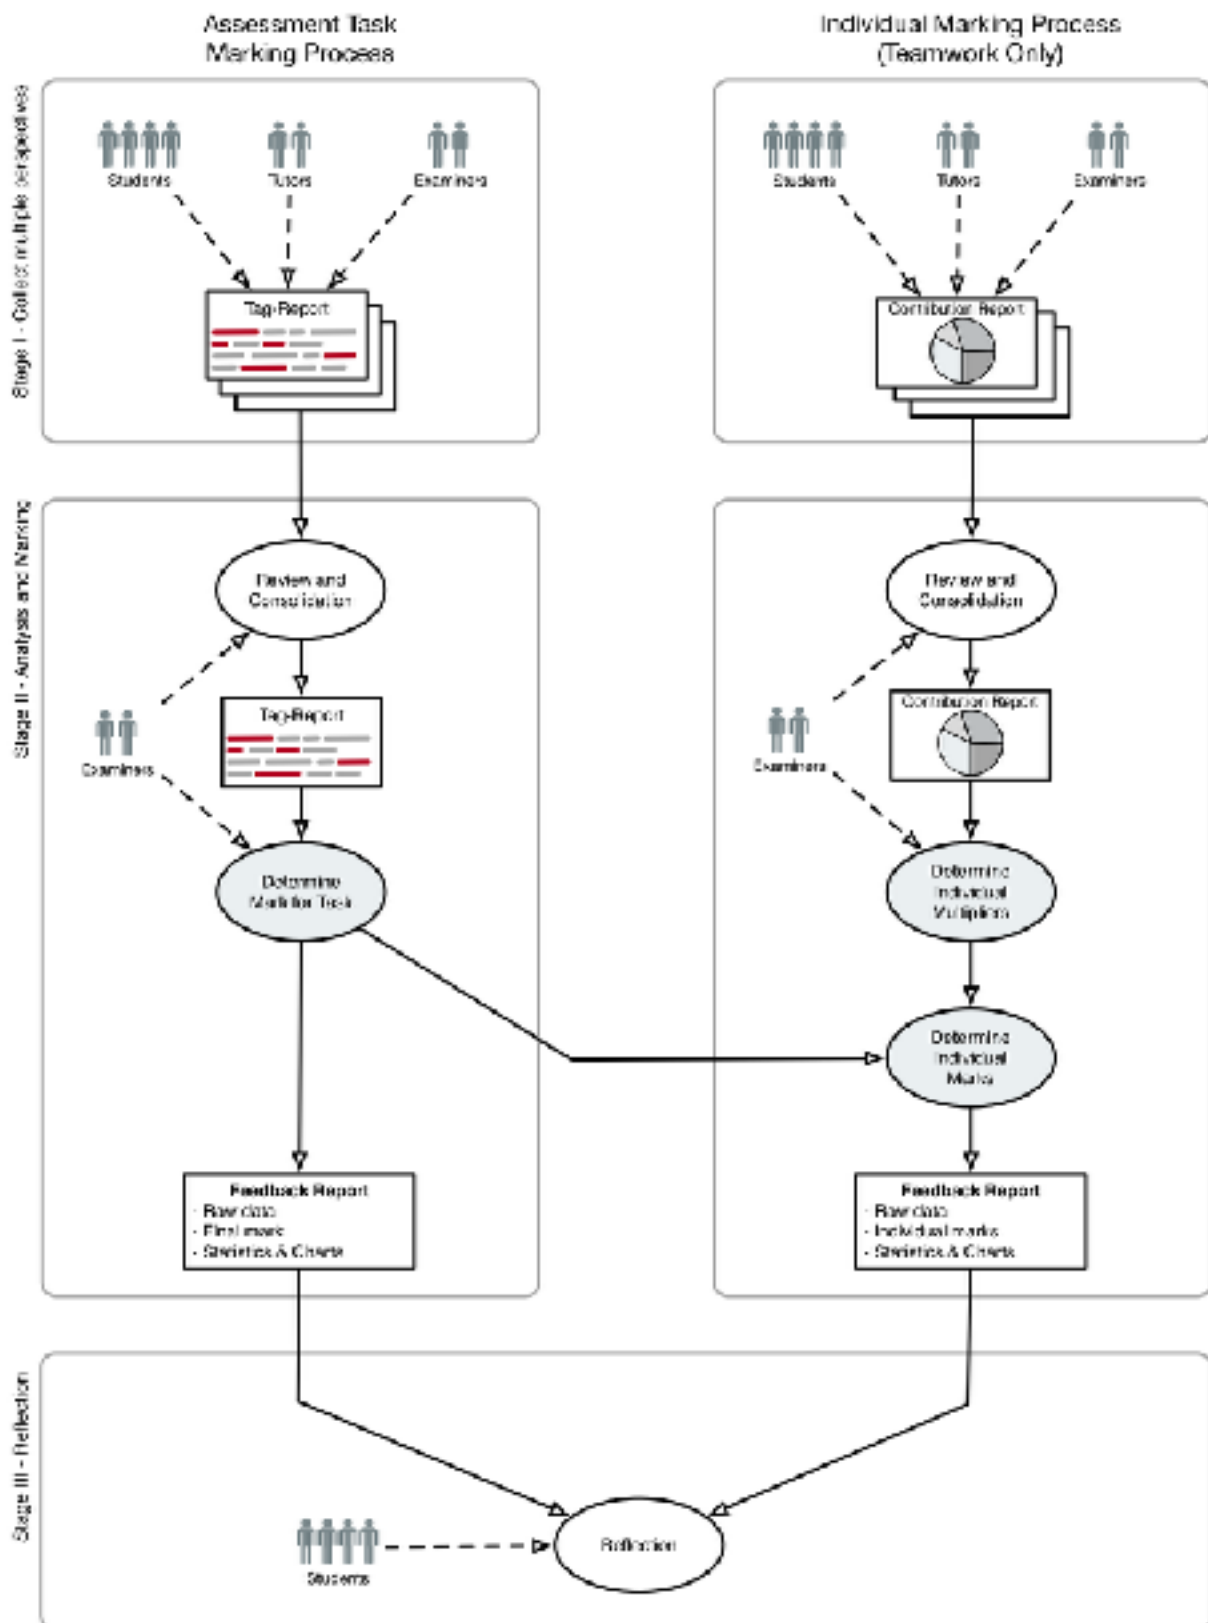 Assessment Task
Marking Process
Individual Marking Process
(Teamwork Only)
Stage I - Collect multiple perspectives
Students
Tutors
Examiners
Tag-Report
Students
Tutors
Examiners
Contribution Report
Stage II - Analysis and Marking
Review and
Consolidation
Tag-Report
Examiners
Determine
Mark for Task
Feedback Report
- Raw data
- Final mark
- Statistics & Charts
Review and
Consolidation
Contribution Report
Examiners
Determine
Individual
Multipliers
Determine
Individual
Marks
Feedback Report
- Raw data
- Individual marks
- Statistics & Charts
Stage III - Reflection
Reflection
Students